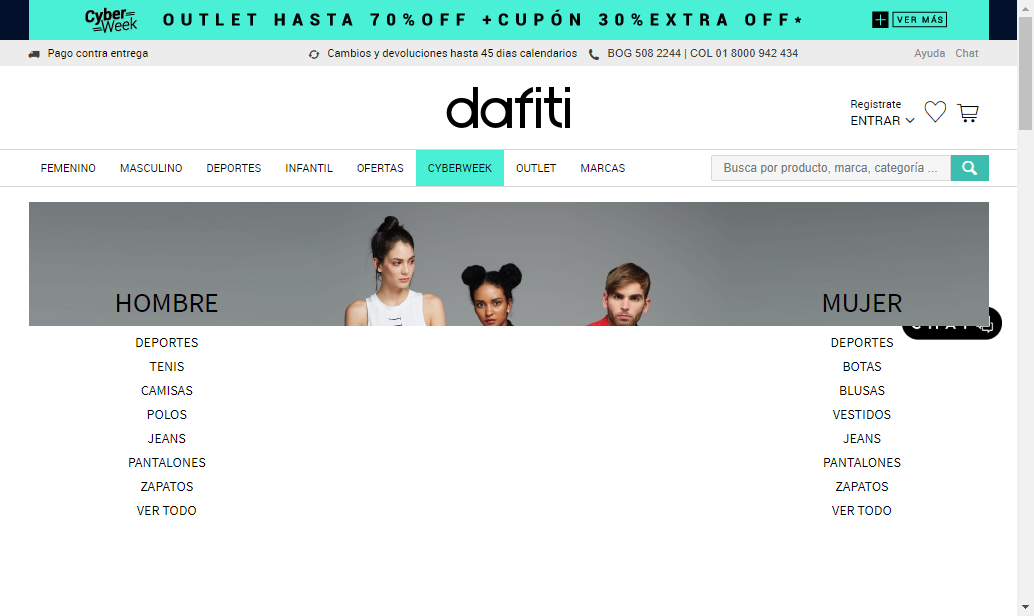 Cyber Week
OUTLET HASTA 70%OFF +CUPÓN 30%EXTRA OFF*
VER MÁS
Pago contra entrega
Cambios y devoluciones hasta 45 dias calendarios
BOG 508 2244 | COL 01 8000 942 434
Ayuda Chat
dafiti
Registrate
ENTRAR
FEMENINO MASCULINO DEPORTES INFANTIL OFERTAS CYBERWEEK OUTLET MARCAS
Busca por producto, marca, categoría ...
HOMBRE
DEPORTES
TENIS
CAMISAS
POLOS
JEANS
PANTALONES
ZAPATOS
VER TODO
MUJER
DEPORTES
BOTAS
BLUSAS
VESTIDOS
JEANS
PANTALONES
ZAPATOS
VER TODO